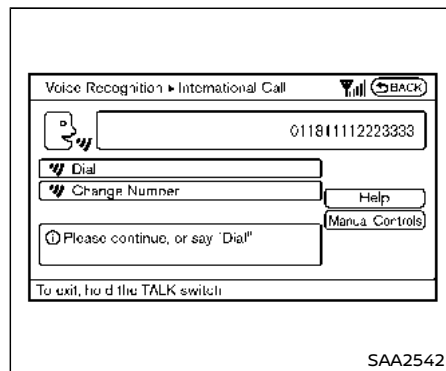 Voice Recognition ▸ International Call
BACK
011811112223333
Dial
Change Number
Help
Manual Controls
Please continue, or say "Dial"
To exit, hold the TALK switch
SAA2542